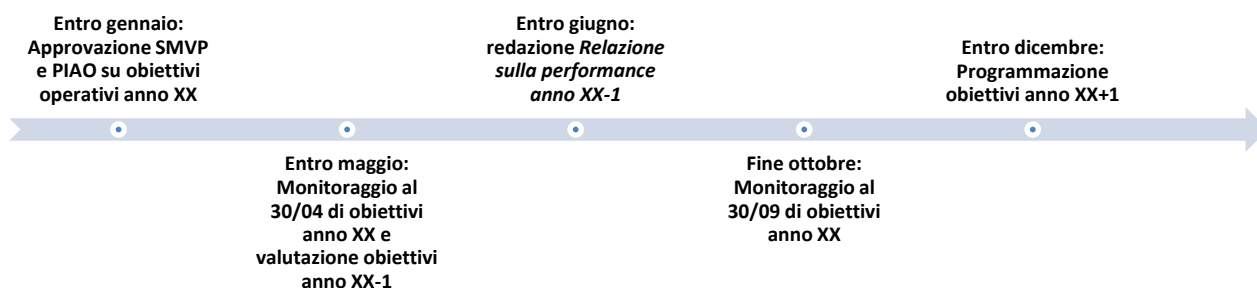 Entro gennaio:
Approvazione SMVP
e PIAO su obiettivi
operativi anno XX
Entro maggio:
Monitoraggio al
30/04 di obiettivi
anno XX e
valutazione obiettivi
anno XX-1
Entro giugno:
redazione Relazione
sulla performance
anno XX-1
Fine ottobre:
Monitoraggio al
30/09 di obiettivi
anno XX
Entro dicembre:
Programmazione
obiettivi anno XX+1